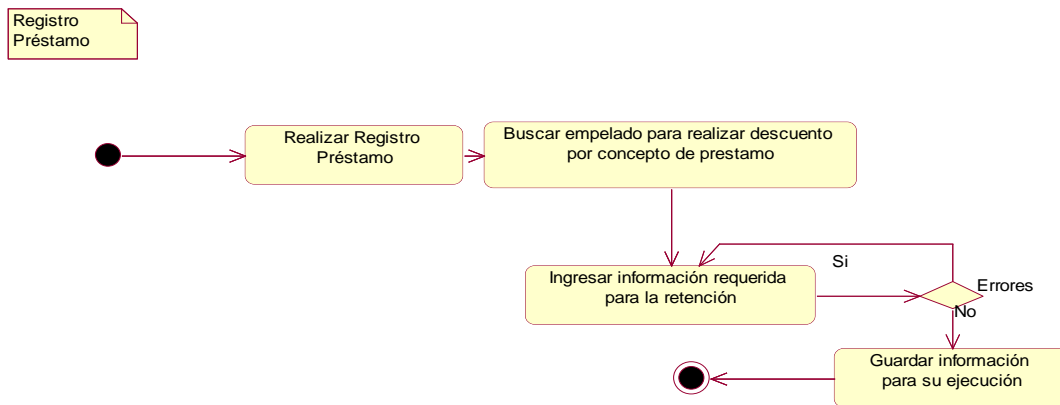 Registro
Préstamo
Realizar Registro
Préstamo
Buscar empelado para realizar descuento
por concepto de prestamo
Ingresar información requerida
para la retención
Si
Errores
No
Guardar información
para su ejecución